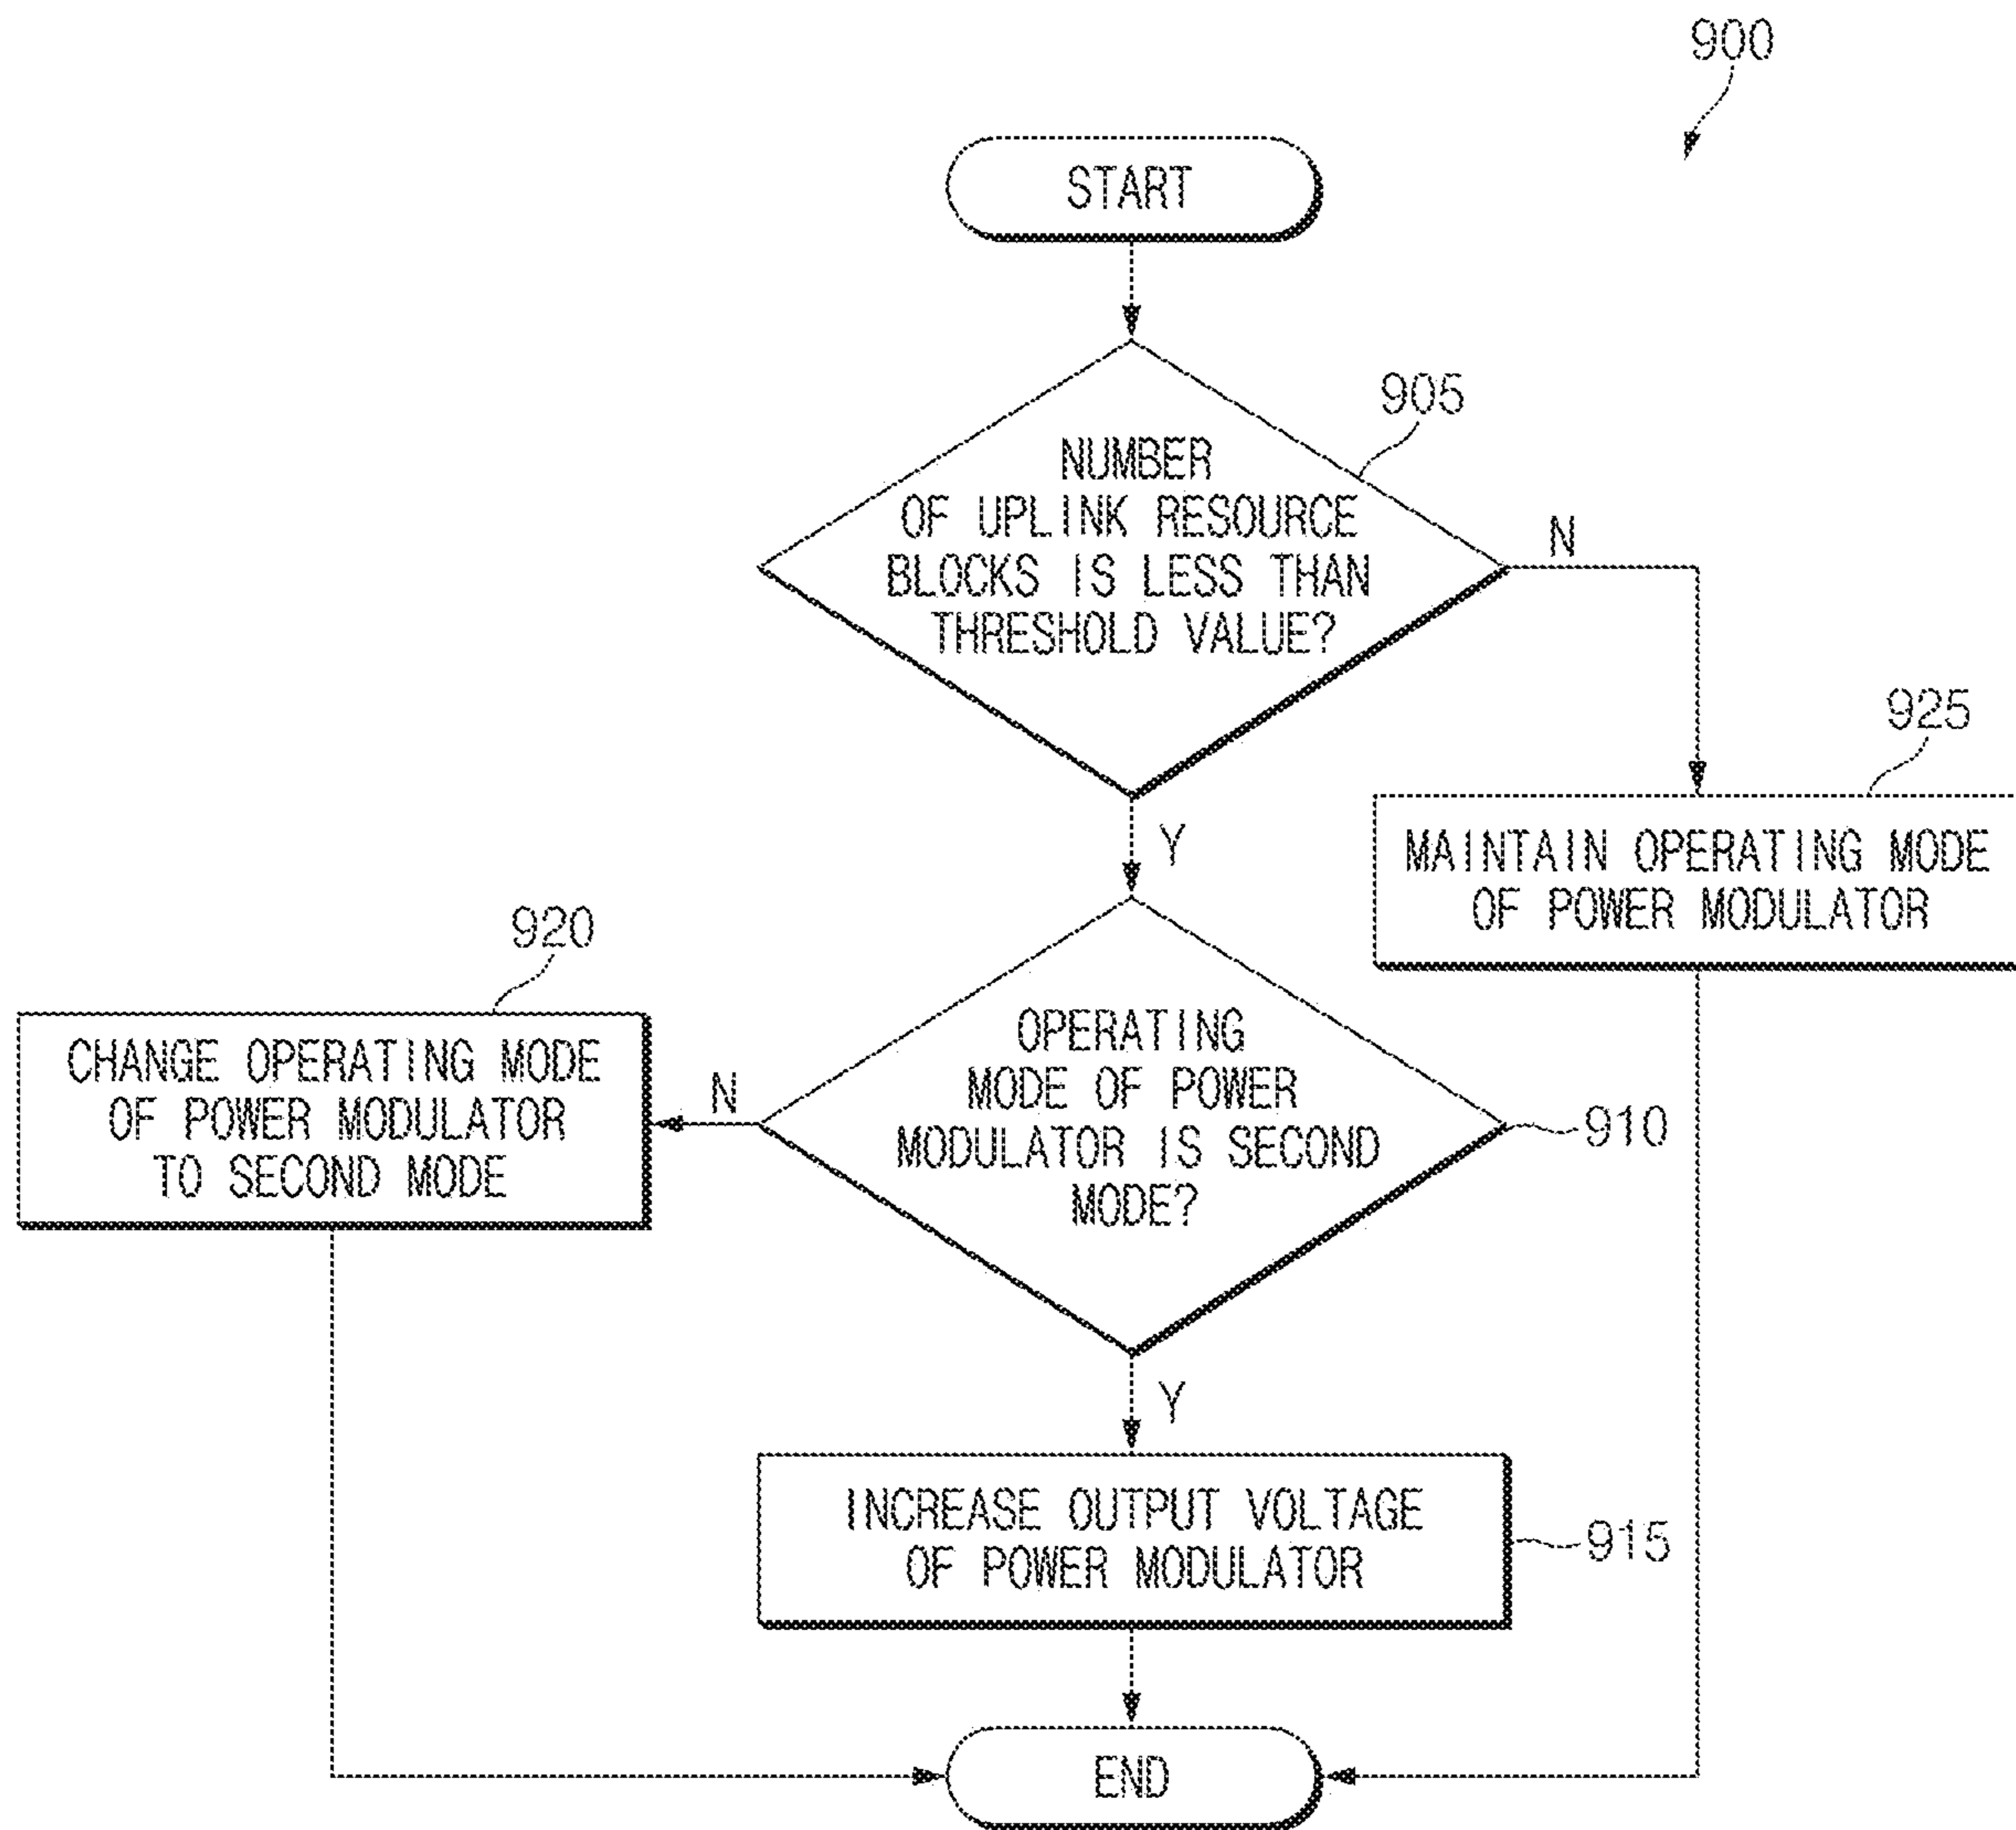 900
START
905
NUMBER
OF UPLINK RESOURCE
BLOCKS IS LESS THAN
THRESHOLD VALUE?
N
925
MAINTAIN OPERATING MODE
OF POWER MODULATOR
Y
920
CHANGE OPERATING MODE
OF POWER MODULATOR
TO SECOND MODE
N
OPERATING
MODE OF POWER
MODULATOR IS SECOND
MODE?
910
Y
INCREASE OUTPUT VOLTAGE
OF POWER MODULATOR
915
END